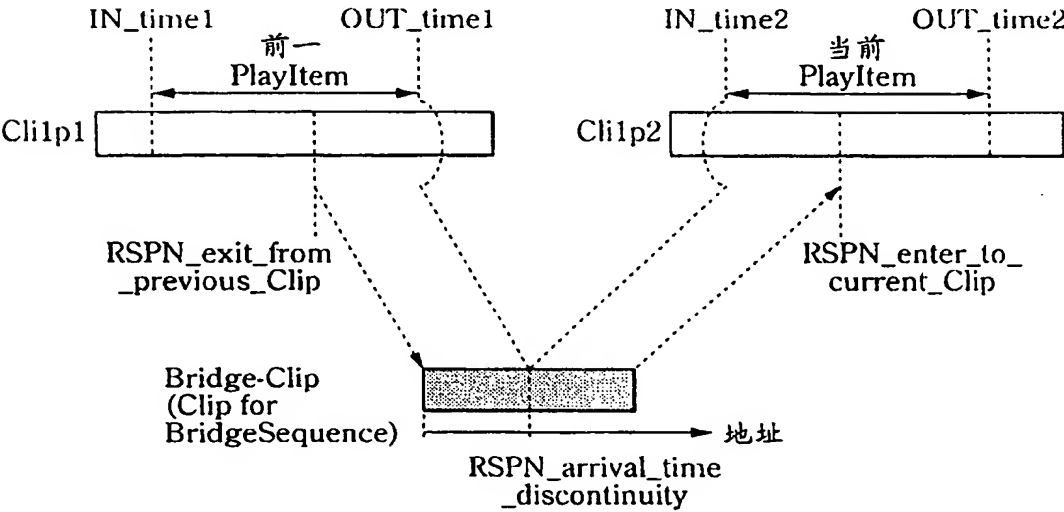 IN_time1
OUT_time1
IN_time2
OUT_time2
前一
PlayItem
当前
PlayItem
Cli1p1
Cli1p2
RSPN_exit_from
_previous_Clip
RSPN_enter_to_
current_Clip
Bridge-Clip
(Clip for
BridgeSequence)
地址
RSPN_arrival_time
_discontinuity